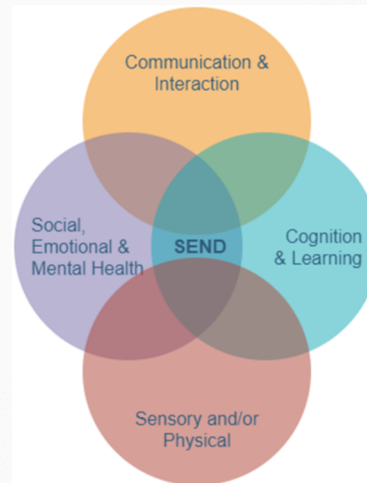 Communication &
Interaction
Social,
Emotional &
Mental Health
SEND
Cognition
& Learning
Sensory and/or
Physical